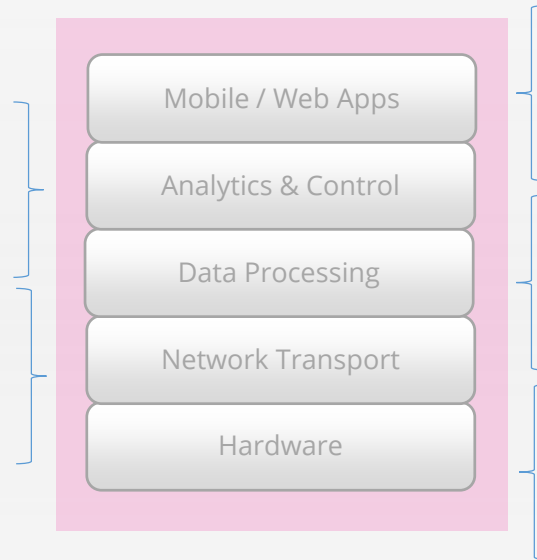 Mobile / Web Apps
Analytics & Control
Data Processing
Network Transport
Hardware